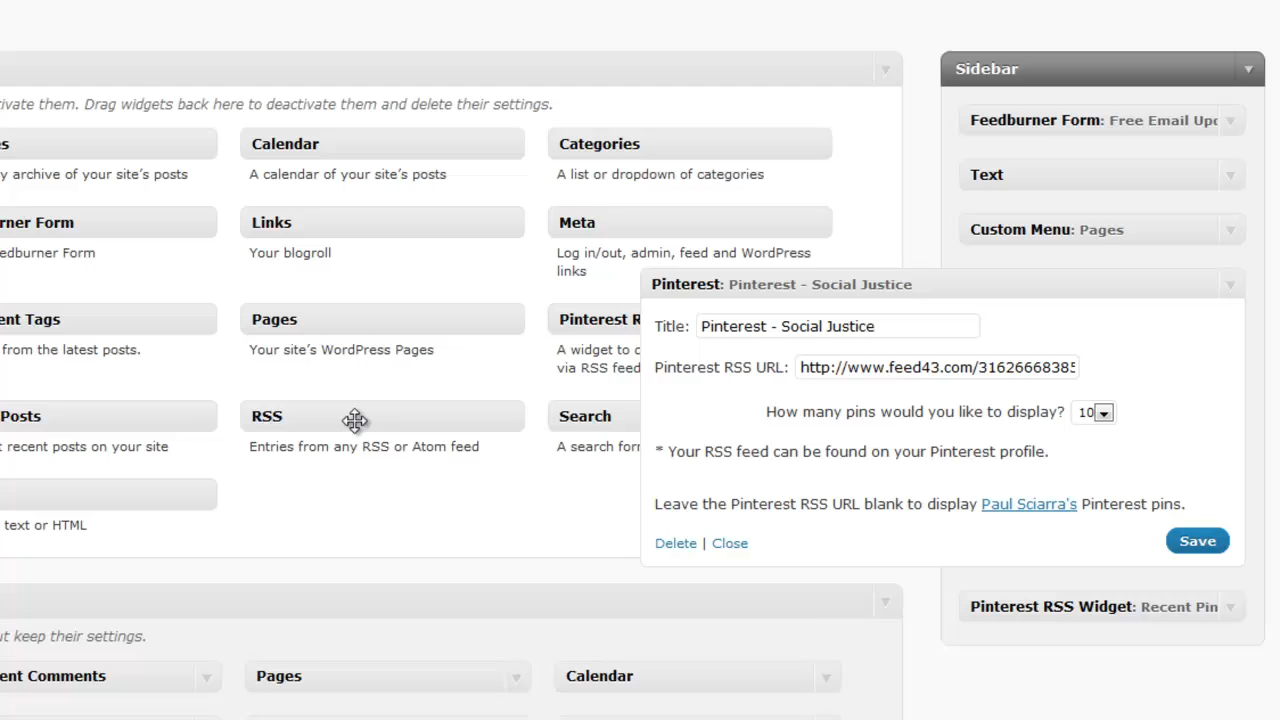 Sidebar
tivate them. Drag widgets back here to deactivate them and delete their settings.
Feedburner Form: Free Email Upd
es
Calendar
Categories
y archive of your site's posts
A calendar of your site's posts
A list or dropdown of categories
Text
rner Form
Links
Meta
Custom Menu: Pages
eedburner Form
Your blogroll
Log in/out, admin, feed and WordPress
links
Pinterest: Pinterest - Social Justice
ent Tags
Pages
Pinterest R
Title: Pinterest - Social Justice
from the latest posts.
Your site's WordPress Pages
A widget to d
via RSS feed
Pinterest RSS URL: http://www.feed43.com/31626668385
Posts
RSS
Search
How many pins would you like to display? 10
t recent posts on your site
Entries from any RSS or Atom feed
A search for
* Your RSS feed can be found on your Pinterest profile.
text or HTML
Leave the Pinterest RSS URL blank to display Paul Sciarra's Pinterest pins.
Delete | Close
Save
Pinterest RSS Widget: Recent Pin
ut keep their settings.
ent Comments
Pages
Calendar